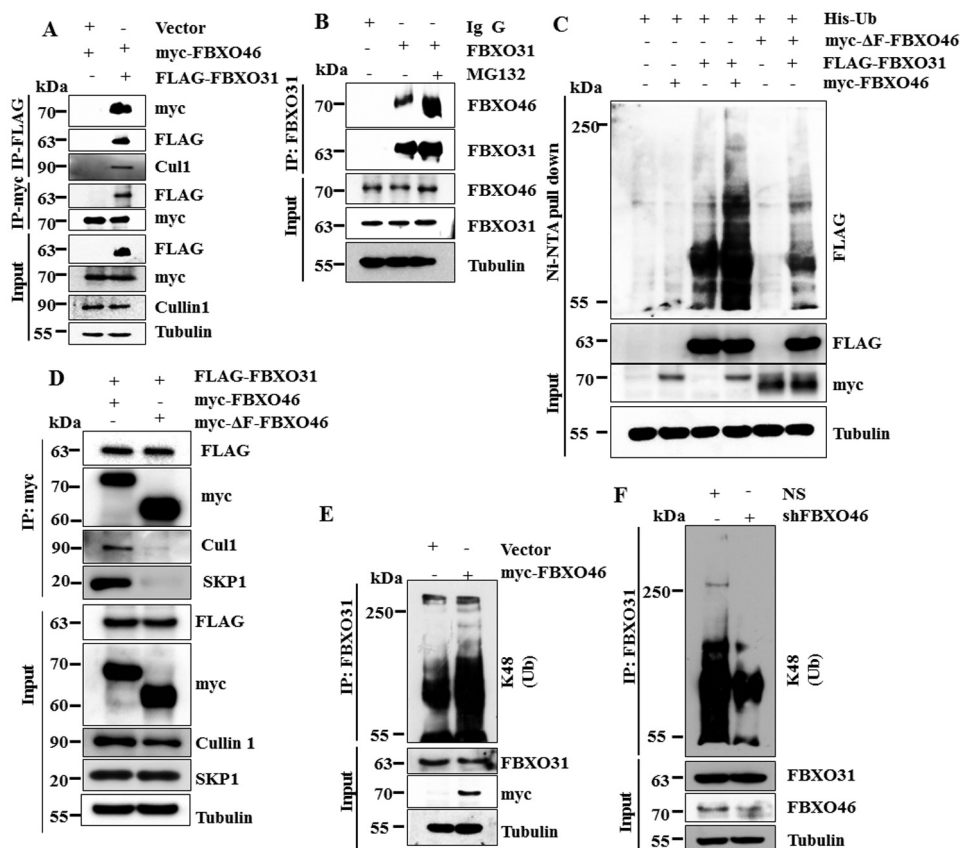 A
+ - Vector
+ + myc-FBXO46
- + FLAG-FBXO31
kDa
IP-FLAG
70 myc
63 FLAG
90 Cul1
IP-myc
63 FLAG
70 myc
Input
63 FLAG
70 myc
90 Cullin1
55 Tubulin
B
+ - - Ig G
- + + FBXO31
- - + MG132
kDa
IP: FBXO31
70 FBXO46
63 FBXO31
Input
70 FBXO46
63 FBXO31
55 Tubulin
C
+ + + + + + His-Ub
- - - - + + myc-ΔF-FBXO46
- - + + - + FLAG-FBXO31
- + - + - - myc-FBXO46
kDa
Ni-NTA pull down
250
55
FLAG
Input
63 FLAG
70 myc
55 Tubulin
D
+ + FLAG-FBXO31
+ - myc-FBXO46
- + myc-ΔF-FBXO46
kDa
IP: myc
63 FLAG
70
60
myc
90 Cul1
20 SKP1
Input
63 FLAG
70
60
myc
90 Cullin 1
20 SKP1
55 Tubulin
E
+ - Vector
- + myc-FBXO46
kDa
IP: FBXO31
250
55
K48
(Ub)
Input
63 FBXO31
70 myc
55 Tubulin
F
+ - NS
- + shFBXO46
kDa
IP: FBXO31
250
55
K48
(Ub)
Input
63 FBXO31
70 FBXO46
55 Tubulin